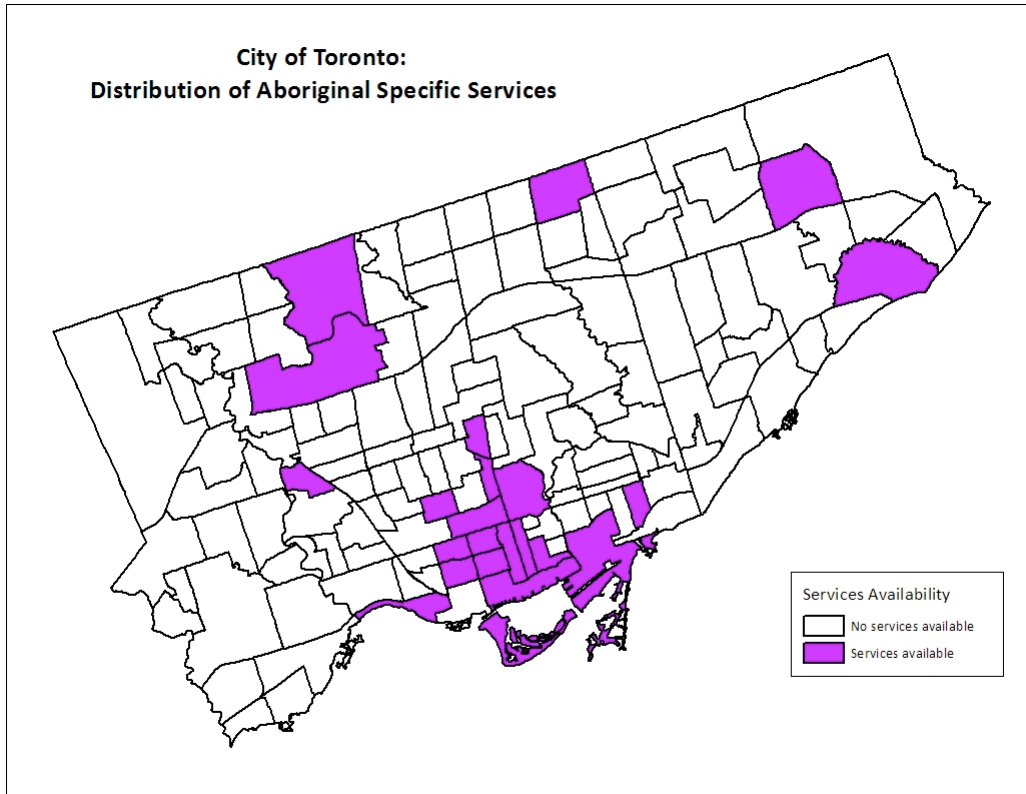 City of Toronto:
Distribution of Aboriginal Specific Services
Services Availability
No services available
Services available